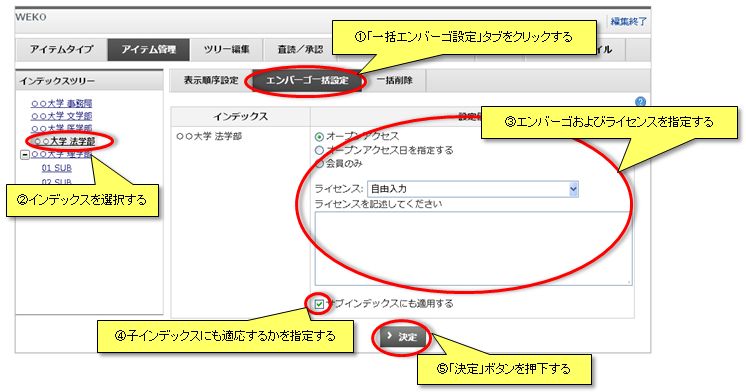 WEKO
編集終了
①「一括エンバーゴ設定」タブをクリックする
アイテムタイプ
アイテム管理
ツリー編集
査読／承認
イル
インデックスツリー
表示順序設定
エンバーゴ一括設定
一括削除
○○大学 事務局
○○大学 文学部
○○大学 医学部
○大学 法学部
○○大学 理学部
01 SUB
02 SUB
②インデックスを選択する
インデックス
○○大学 法学部
③エンバーゴおよびライセンスを指定する
オープンアクセス
オープンアクセス日を指定する
会員のみ
ライセンス: 自由入力
ライセンスを記述してください
サブインデックスにも適用する
④子インデックスにも適応するかを指定する
決定
⑤「決定」ボタンを押下する